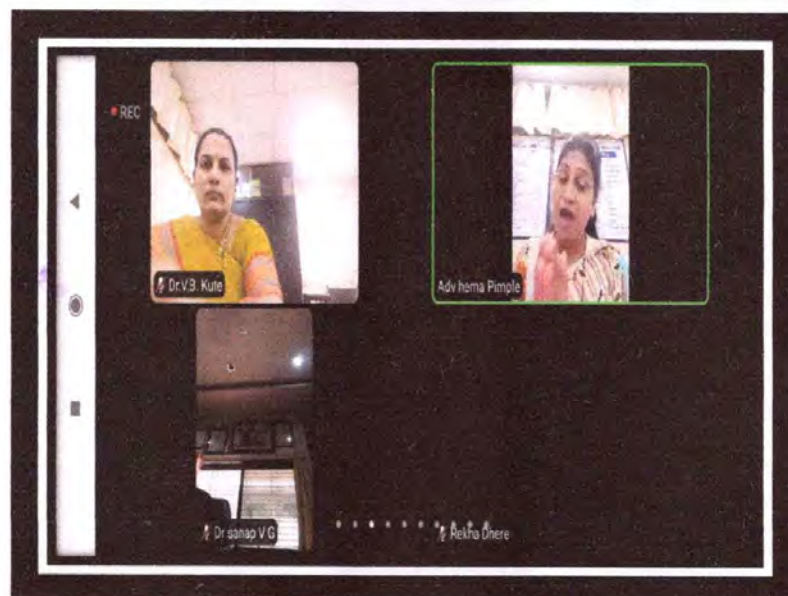 REC
Dr.V.B. Kute
Adv hema Pimple
Dr sanap V G
Rekha Dhere